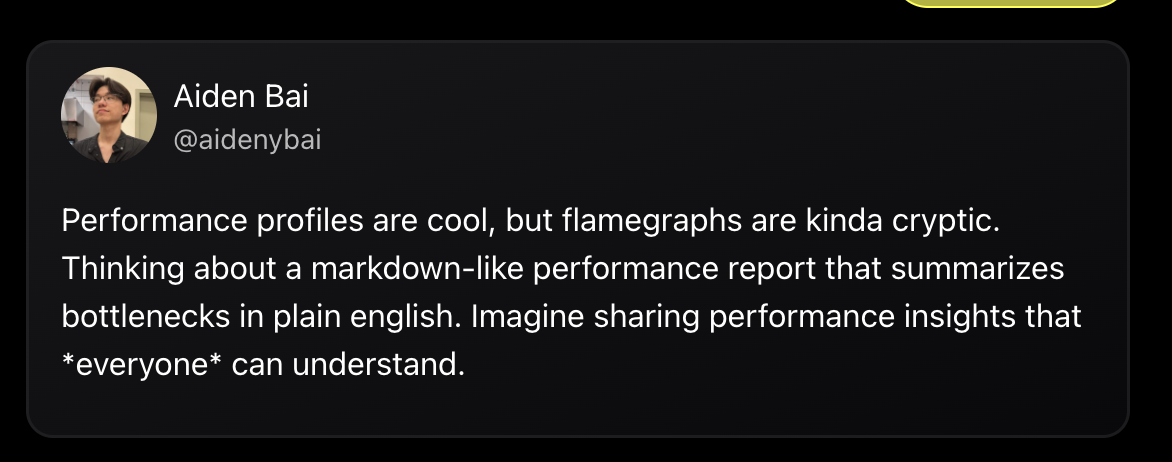 Aiden Bai
@aidenybai
Performance profiles are cool, but flamegraphs are kinda cryptic.
Thinking about a markdown-like performance report that summarizes
bottlenecks in plain english. Imagine sharing performance insights that
*everyone* can understand.